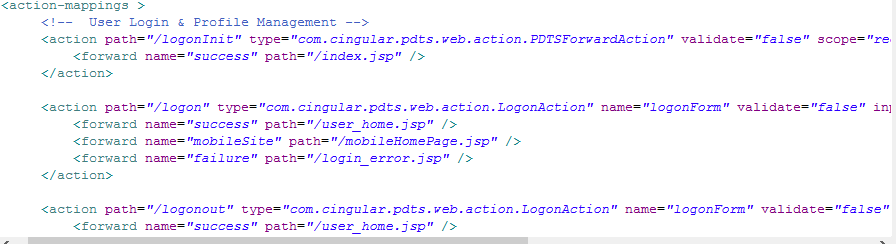 <action-mappings >
<!--  User Login & Profile Management -->
<action path="/logonInit" type="com.cingular.pdts.web.action.PDTSForwardAction" validate="false" scope="re
<forward name="success" path="/index.jsp" />
</action>
<action path="/logon" type="com.cingular.pdts.web.action.LogonAction" name="logonForm" validate="false" inp
<forward name="success" path="/user_home.jsp" />
<forward name="mobileSite" path="/mobileHomePage.jsp" />
<forward name="failure" path="/login_error.jsp" />
</action>
<action path="/logonout" type="com.cingular.pdts.web.action.LogonAction" name="logonForm" validate="false"
<forward name="success" path="/user_home.jsp" />